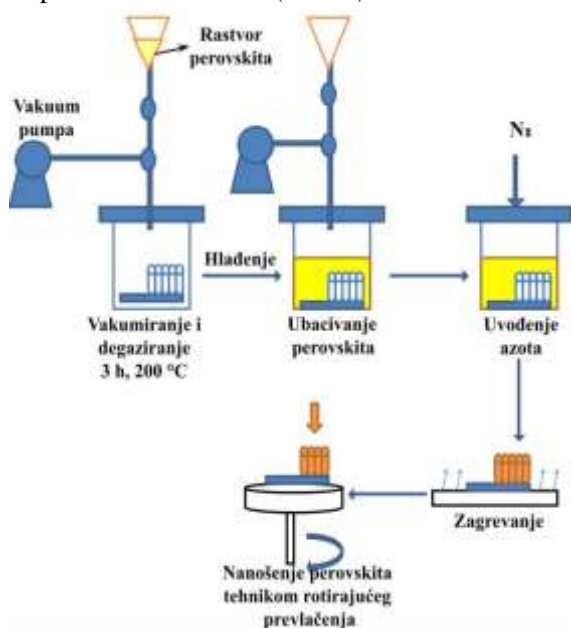 Rastvor
perovskita
Vakuum
pumpa
N₂
Hlađenje
Vakumiranje i
degaziranje
3 h, 200 °C
Ubacivanje
perovskita
Uvođenje
azota
Zagrevanje
Nanošenje perovskita
tehnikom rotirajućeg
prevlačenja